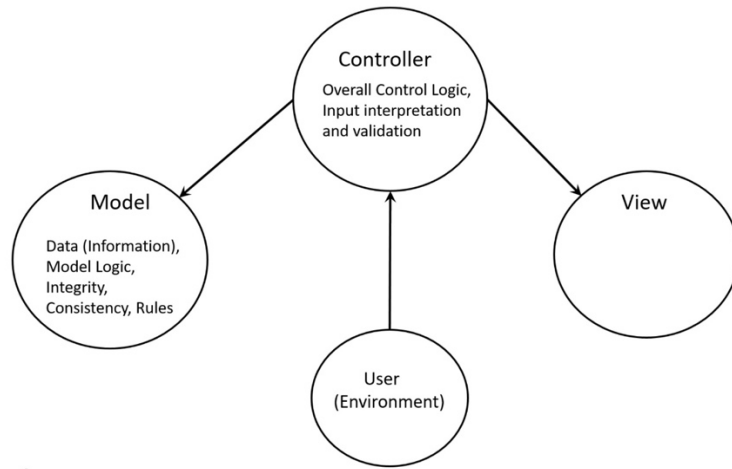 Controller
Overall Control Logic,
Input interpretation
and validation
Model
Data (Information),
Model Logic,
Integrity,
Consistency, Rules
View
User
(Environment)